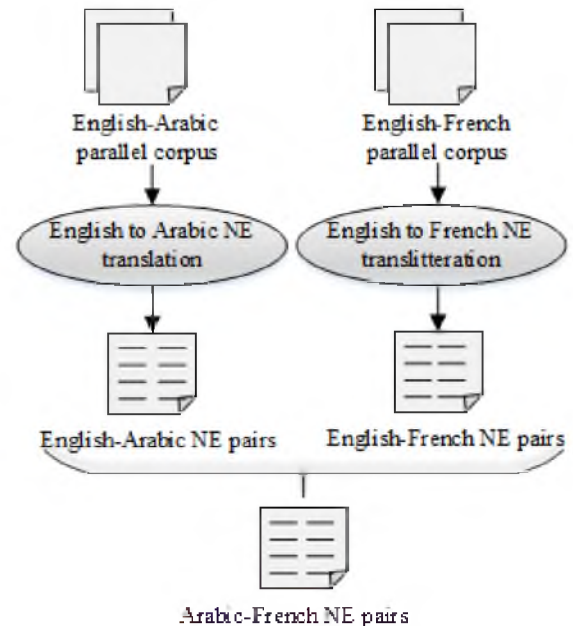 English-Arabic
parallel corpus
English-French
parallel corpus
English to Arabic NE
translation
English to French NE
translitteration
English-Arabic NE pairs
English-French NE pairs
Arabic-French NE pairs